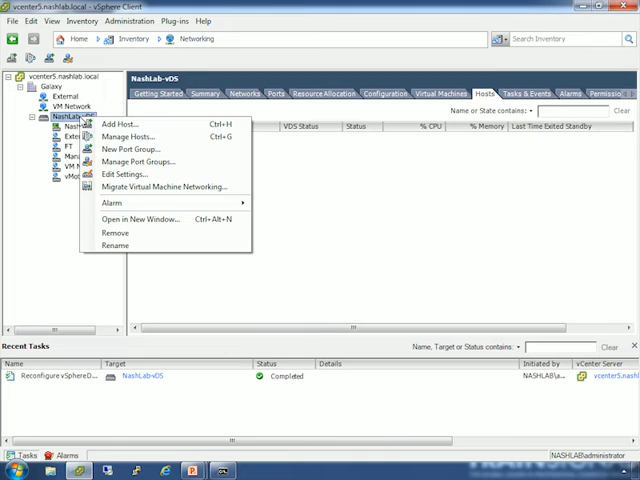 vcenter5.nashlab.local - vSphere Client
File Edit View Inventory Administration Plug-ins Help
Home Inventory Networking Search Inventory
vcenter5.nashlab.local
Galaxy
External
VM Network
NashLab-vDS
FT
NashLab-vDS
Getting Started Summary Networks Ports Resource Allocation Configuration Virtual Machines Hosts Tasks & Events Alarms Permissio
Name or State contains: Clear
VDS Status Status % CPU % Memory Last Time Exited Standby
Add Host... Ctrl+H
Manage Hosts... Ctrl+G
New Port Group...
Manage Port Groups...
Edit Settings...
Migrate Virtual Machine Networking...
Alarm
Open in New Window... Ctrl+Alt+N
Remove
Rename
Recent Tasks Name, Target or Status contains: Clear
Name Target Status Details Initiated by vCenter Server
Reconfigure vSphereD... NashLab-vDS Completed NASHLAB\a... vcenter5.nashl
Tasks Alarms NASHLAB\administrator